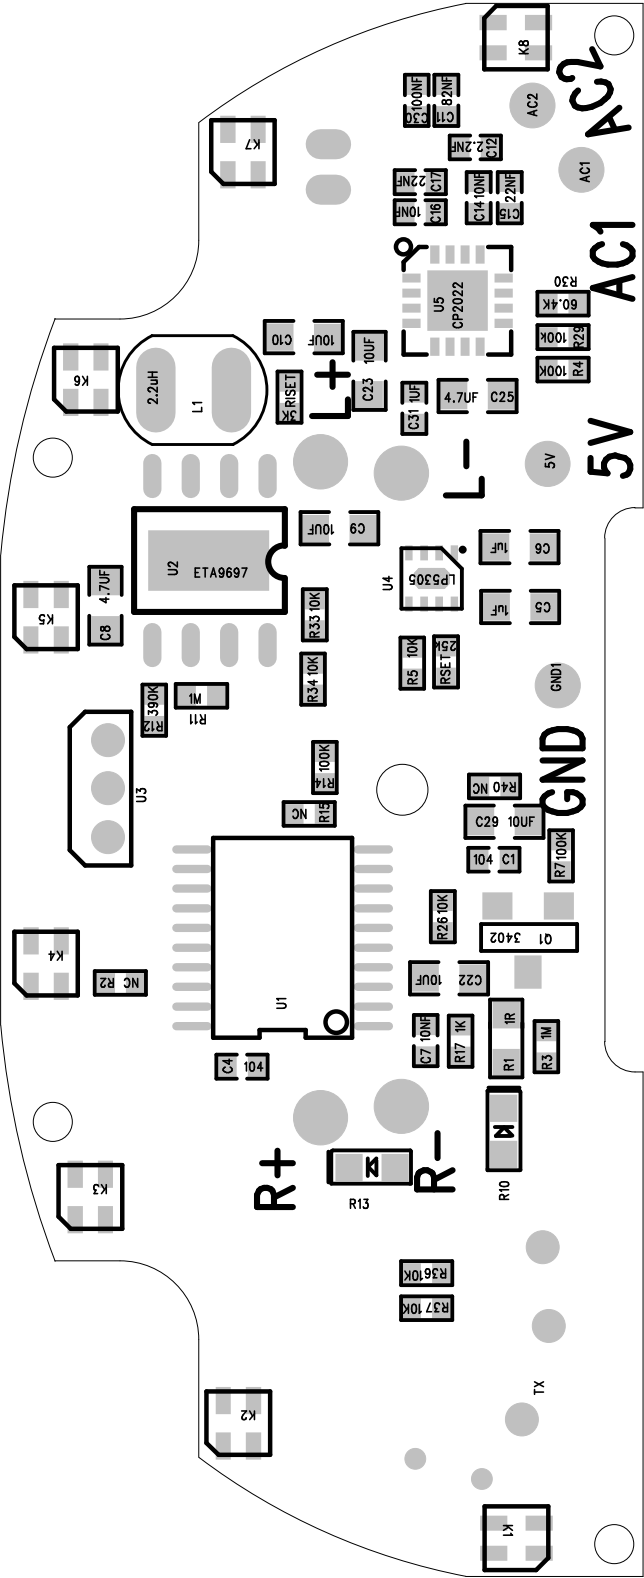 K8
AC2
AC2
100NF
C30
82NF
C11
2.2NF
C12
K7
AC1
22NF
C17
10NF
C14
22NF
C15
10NF
C16
AC1
U5
CP2022
R30
60.4K
100K
R29
100K
R4
C10
10UF
10UF
C23
K6
2.2uH
L1
RISET
3K
L+
1UF
C31
4.7UF
C25
5V
5V
L-
10UF
C9
U2
ETA9697
1uF
C6
U4
LP5305
1uF
C5
4.7UF
C8
K5
R33
10K
R34
10K
R5
10K
25k
RSET
GND1
390K
R12
1M
R11
U3
100K
R14
NC
R15
NC
R40
GND
C29
10UF
104
C1
R7
100K
R26
10K
3402
Q1
K4
R2
NC
U1
10UF
C22
C7
10NF
R17
1K
1R
R1
1M
R3
C4
104
R+
R-
R13
R10
K3
10K
R36
10K
R37
TX
K2
K1